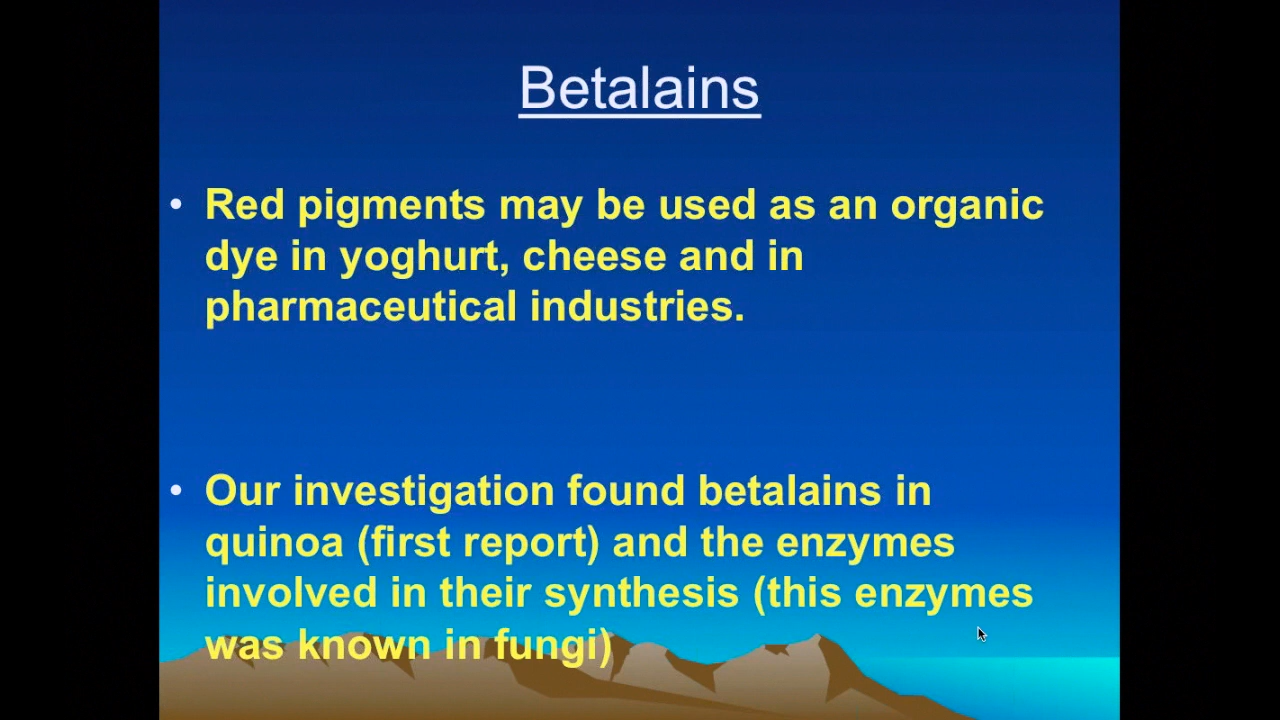 Betalains
• Red pigments may be used as an organic
dye in yoghurt, cheese and in
pharmaceutical industries.
• Our investigation found betalains in
quinoa (first report) and the enzymes
involved in their synthesis (this enzymes
was known in fungi)